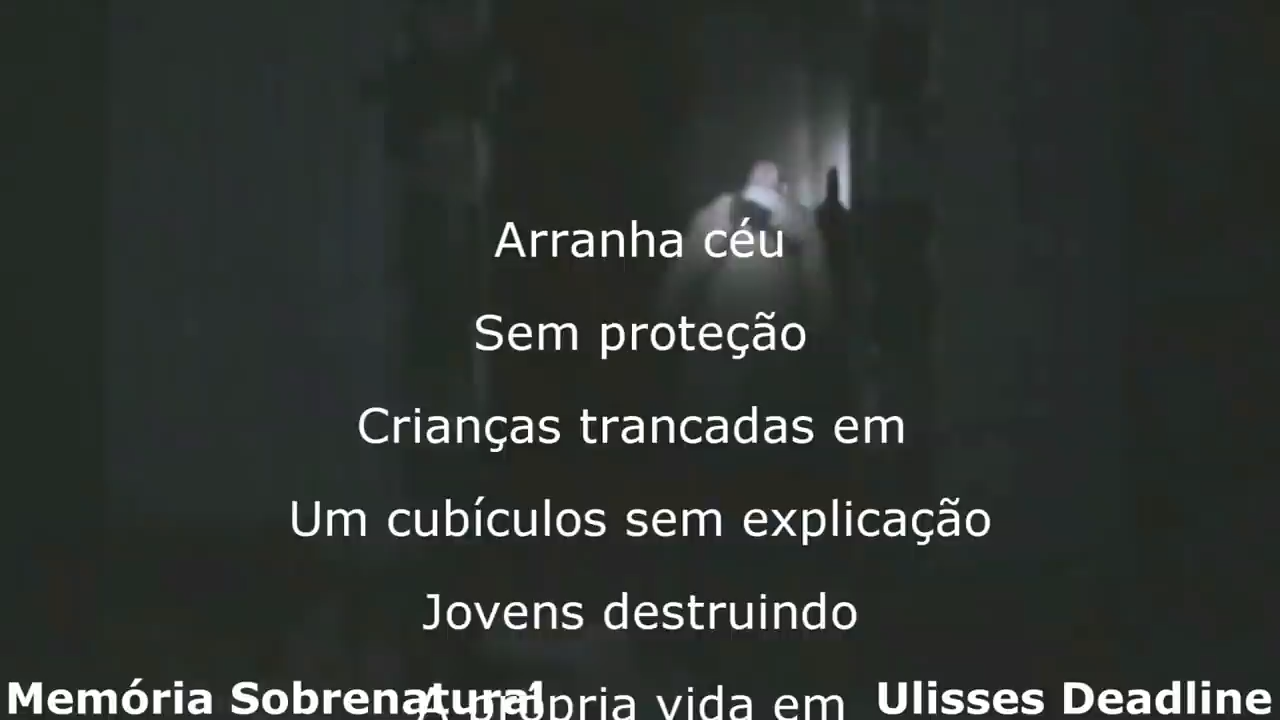 Arranha céu
Sem proteção
Crianças trancadas em
Um cubículos sem explicação
Jovens destruindo
A própria vida em
Memória Sobrenatural
Ulisses Deadline